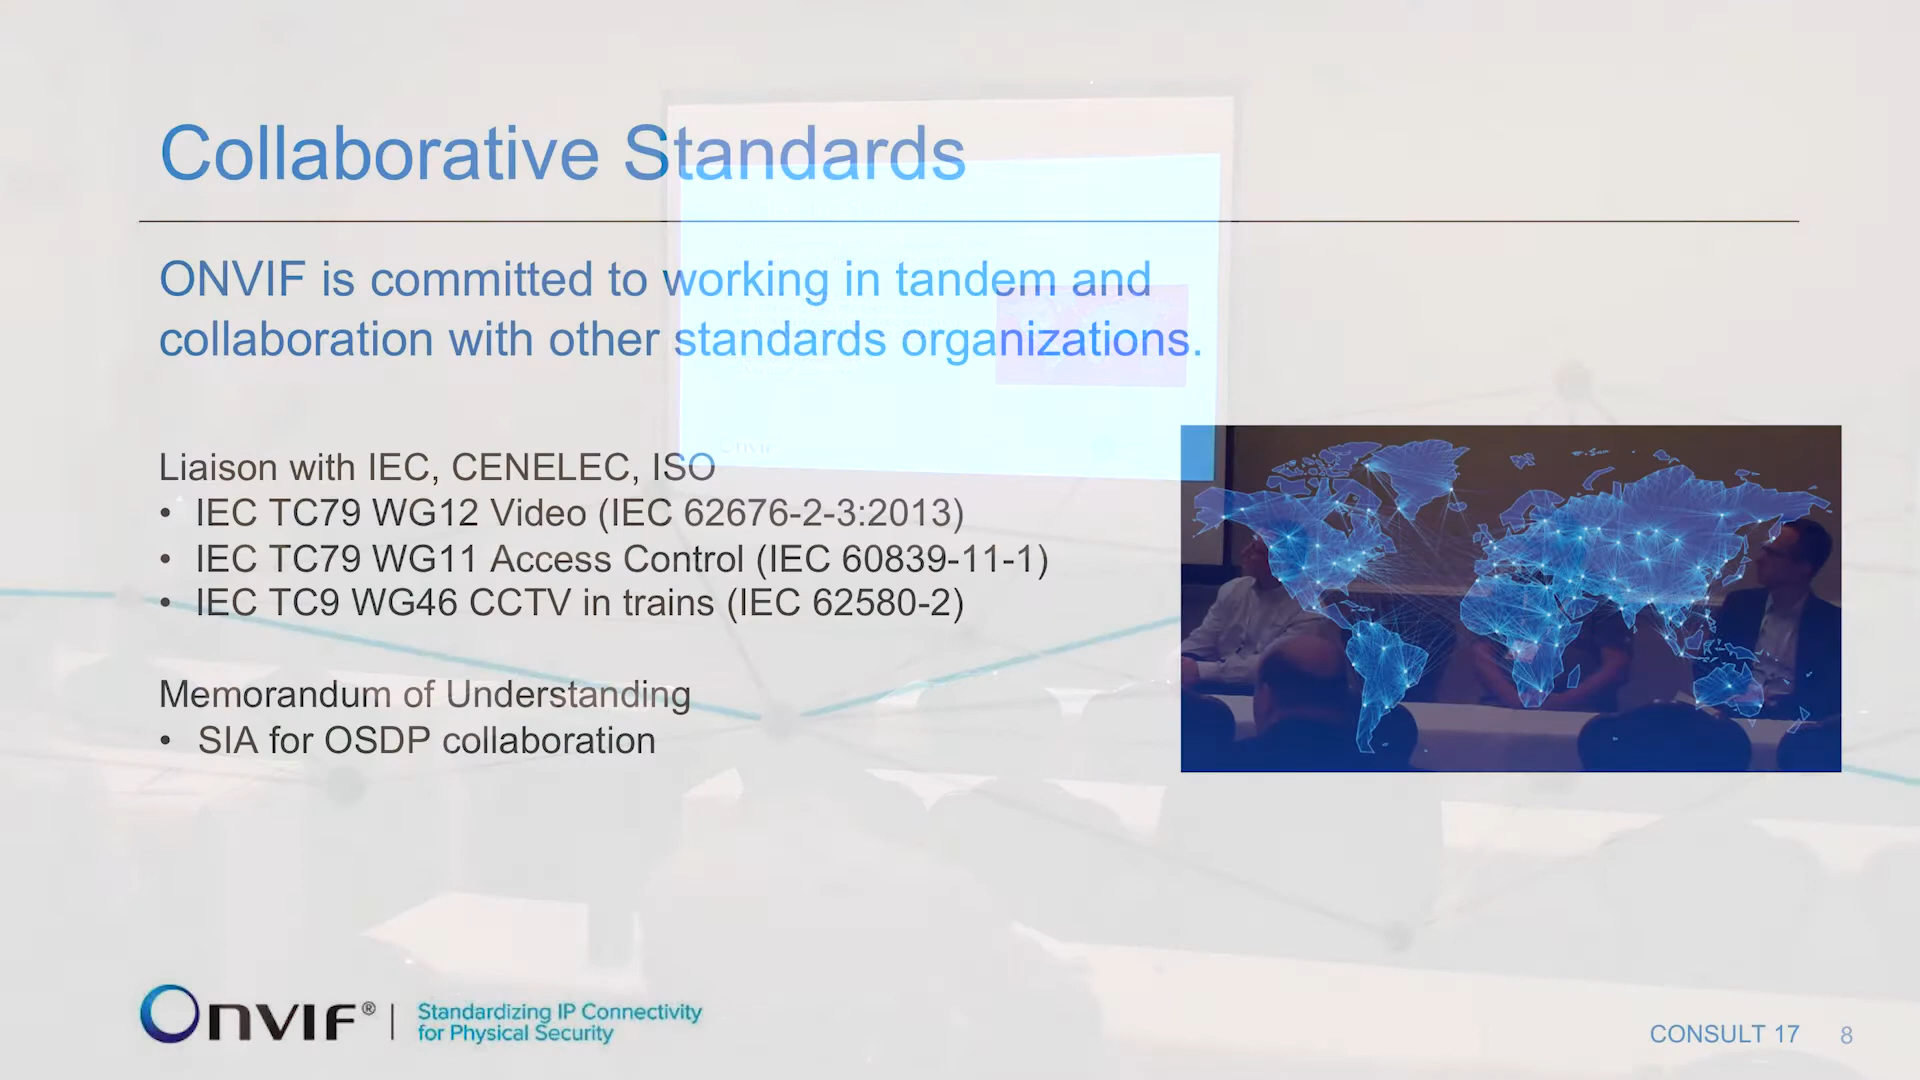 Collaborative Standards
ONVIF is committed to working in tandem and
collaboration with other standards organizations.
Liaison with IEC, CENELEC, ISO
• IEC TC79 WG12 Video (IEC 62676-2-3:2013)
• IEC TC79 WG11 Access Control (IEC 60839-11-1)
• IEC TC9 WG46 CCTV in trains (IEC 62580-2)
Memorandum of Understanding
• SIA for OSDP collaboration
ONVIF® | Standardizing IP Connectivity
for Physical Security
CONSULT 17 8